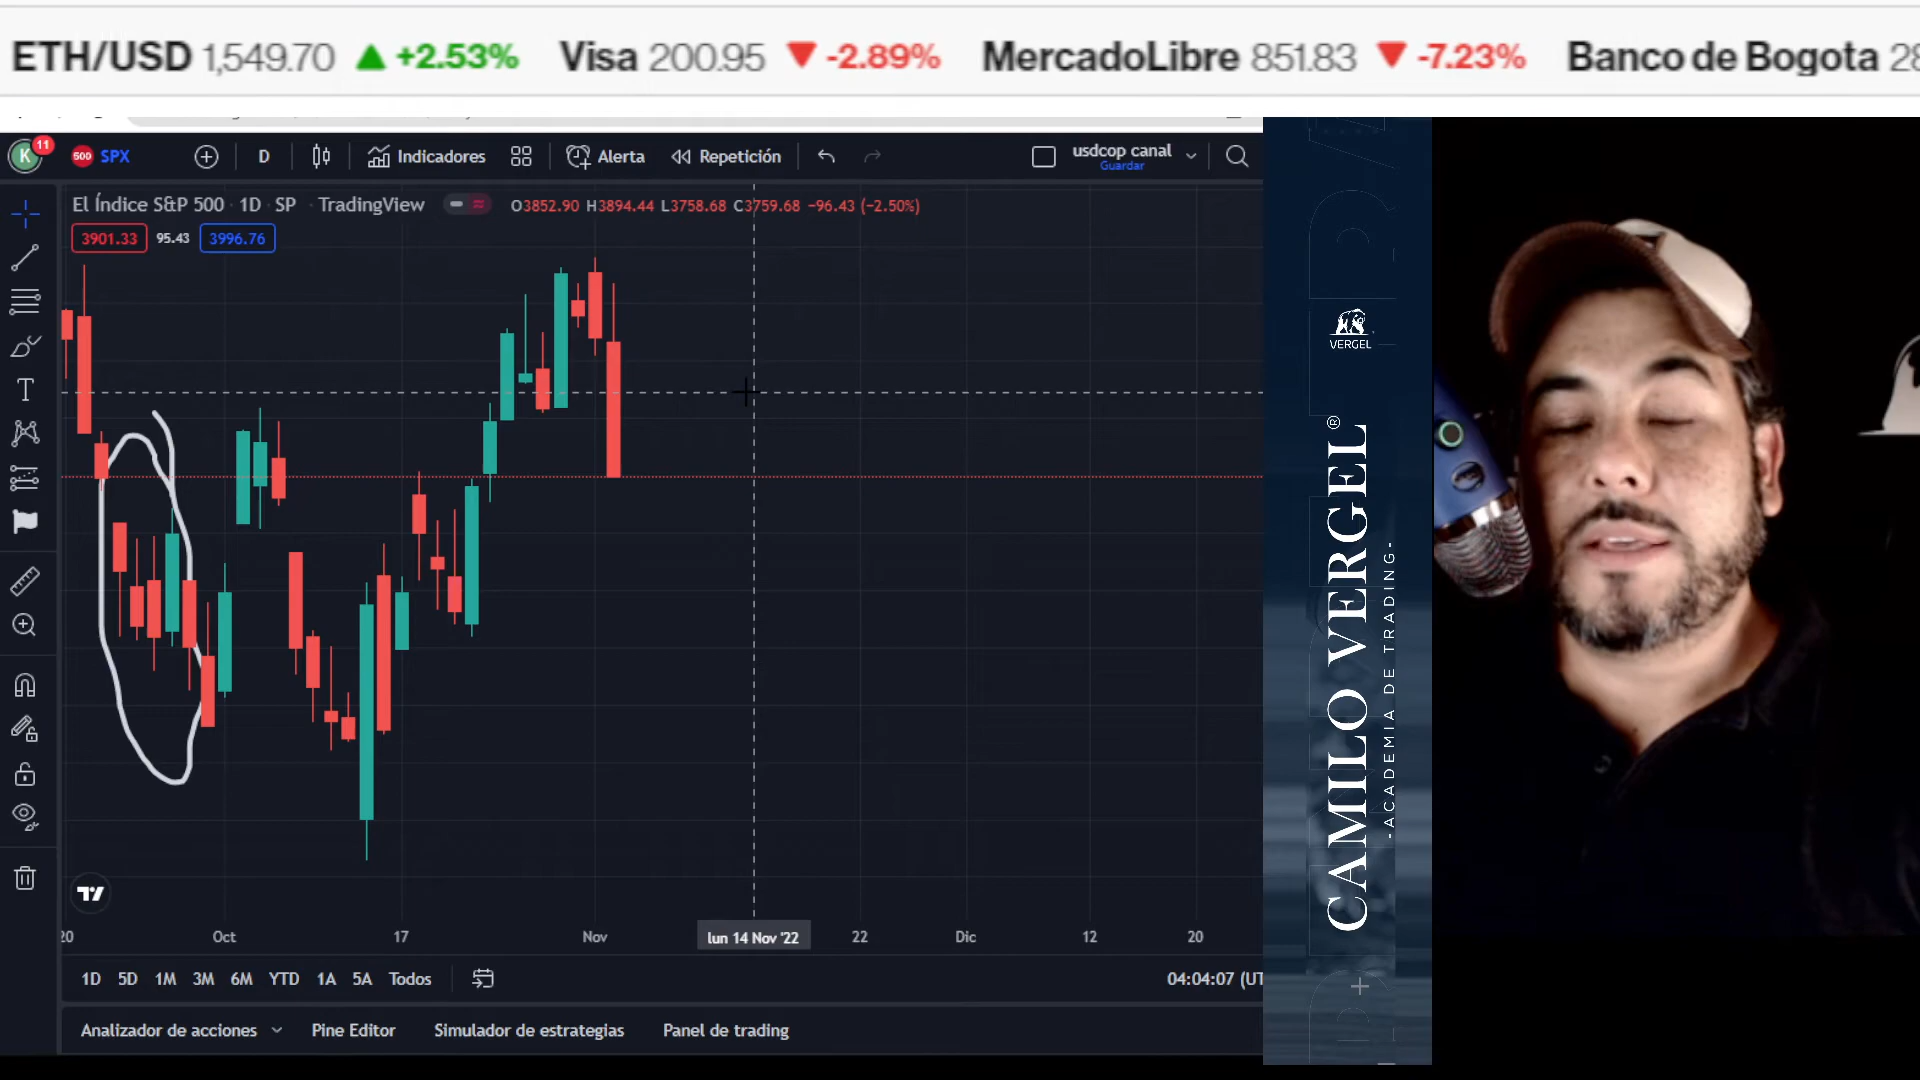 ETH/USD 1,549.70 ▲ +2.53% Visa 200.95 ▼ -2.89% MercadoLibre 851.83 ▼ -7.23% Banco de Bogota 28
K 11 500 SPX D Indicadores Alerta Repetición usdcop canal
Guardar
El Índice S&P 500 · 1D · SP · TradingView O3852.90 H3894.44 L3758.68 C3759.68 −96.43 (−2.50%)
3901.33 95.43 3996.76
VERGEL
CAMILO VERGEL®
-ACADEMIA DE TRADING-
20 Oct 17 Nov lun 14 Nov '22 22 Dic 12 20
1D 5D 1M 3M 6M YTD 1A 5A Todos 04:04:07 (UT
Analizador de acciones Pine Editor Simulador de estrategias Panel de trading